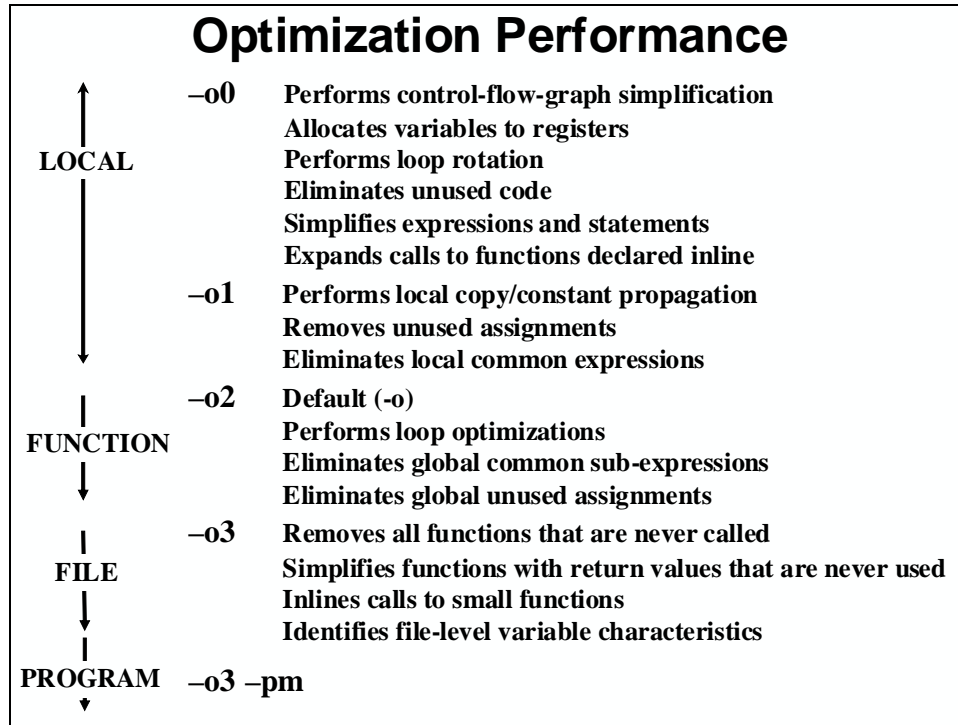 Optimization Performance
LOCAL
–o0 Performs control-flow-graph simplification
Allocates variables to registers
Performs loop rotation
Eliminates unused code
Simplifies expressions and statements
Expands calls to functions declared inline
–o1 Performs local copy/constant propagation
Removes unused assignments
Eliminates local common expressions
FUNCTION
–o2 Default (-o)
Performs loop optimizations
Eliminates global common sub-expressions
Eliminates global unused assignments
FILE
–o3 Removes all functions that are never called
Simplifies functions with return values that are never used
Inlines calls to small functions
Identifies file-level variable characteristics
PROGRAM –o3 –pm